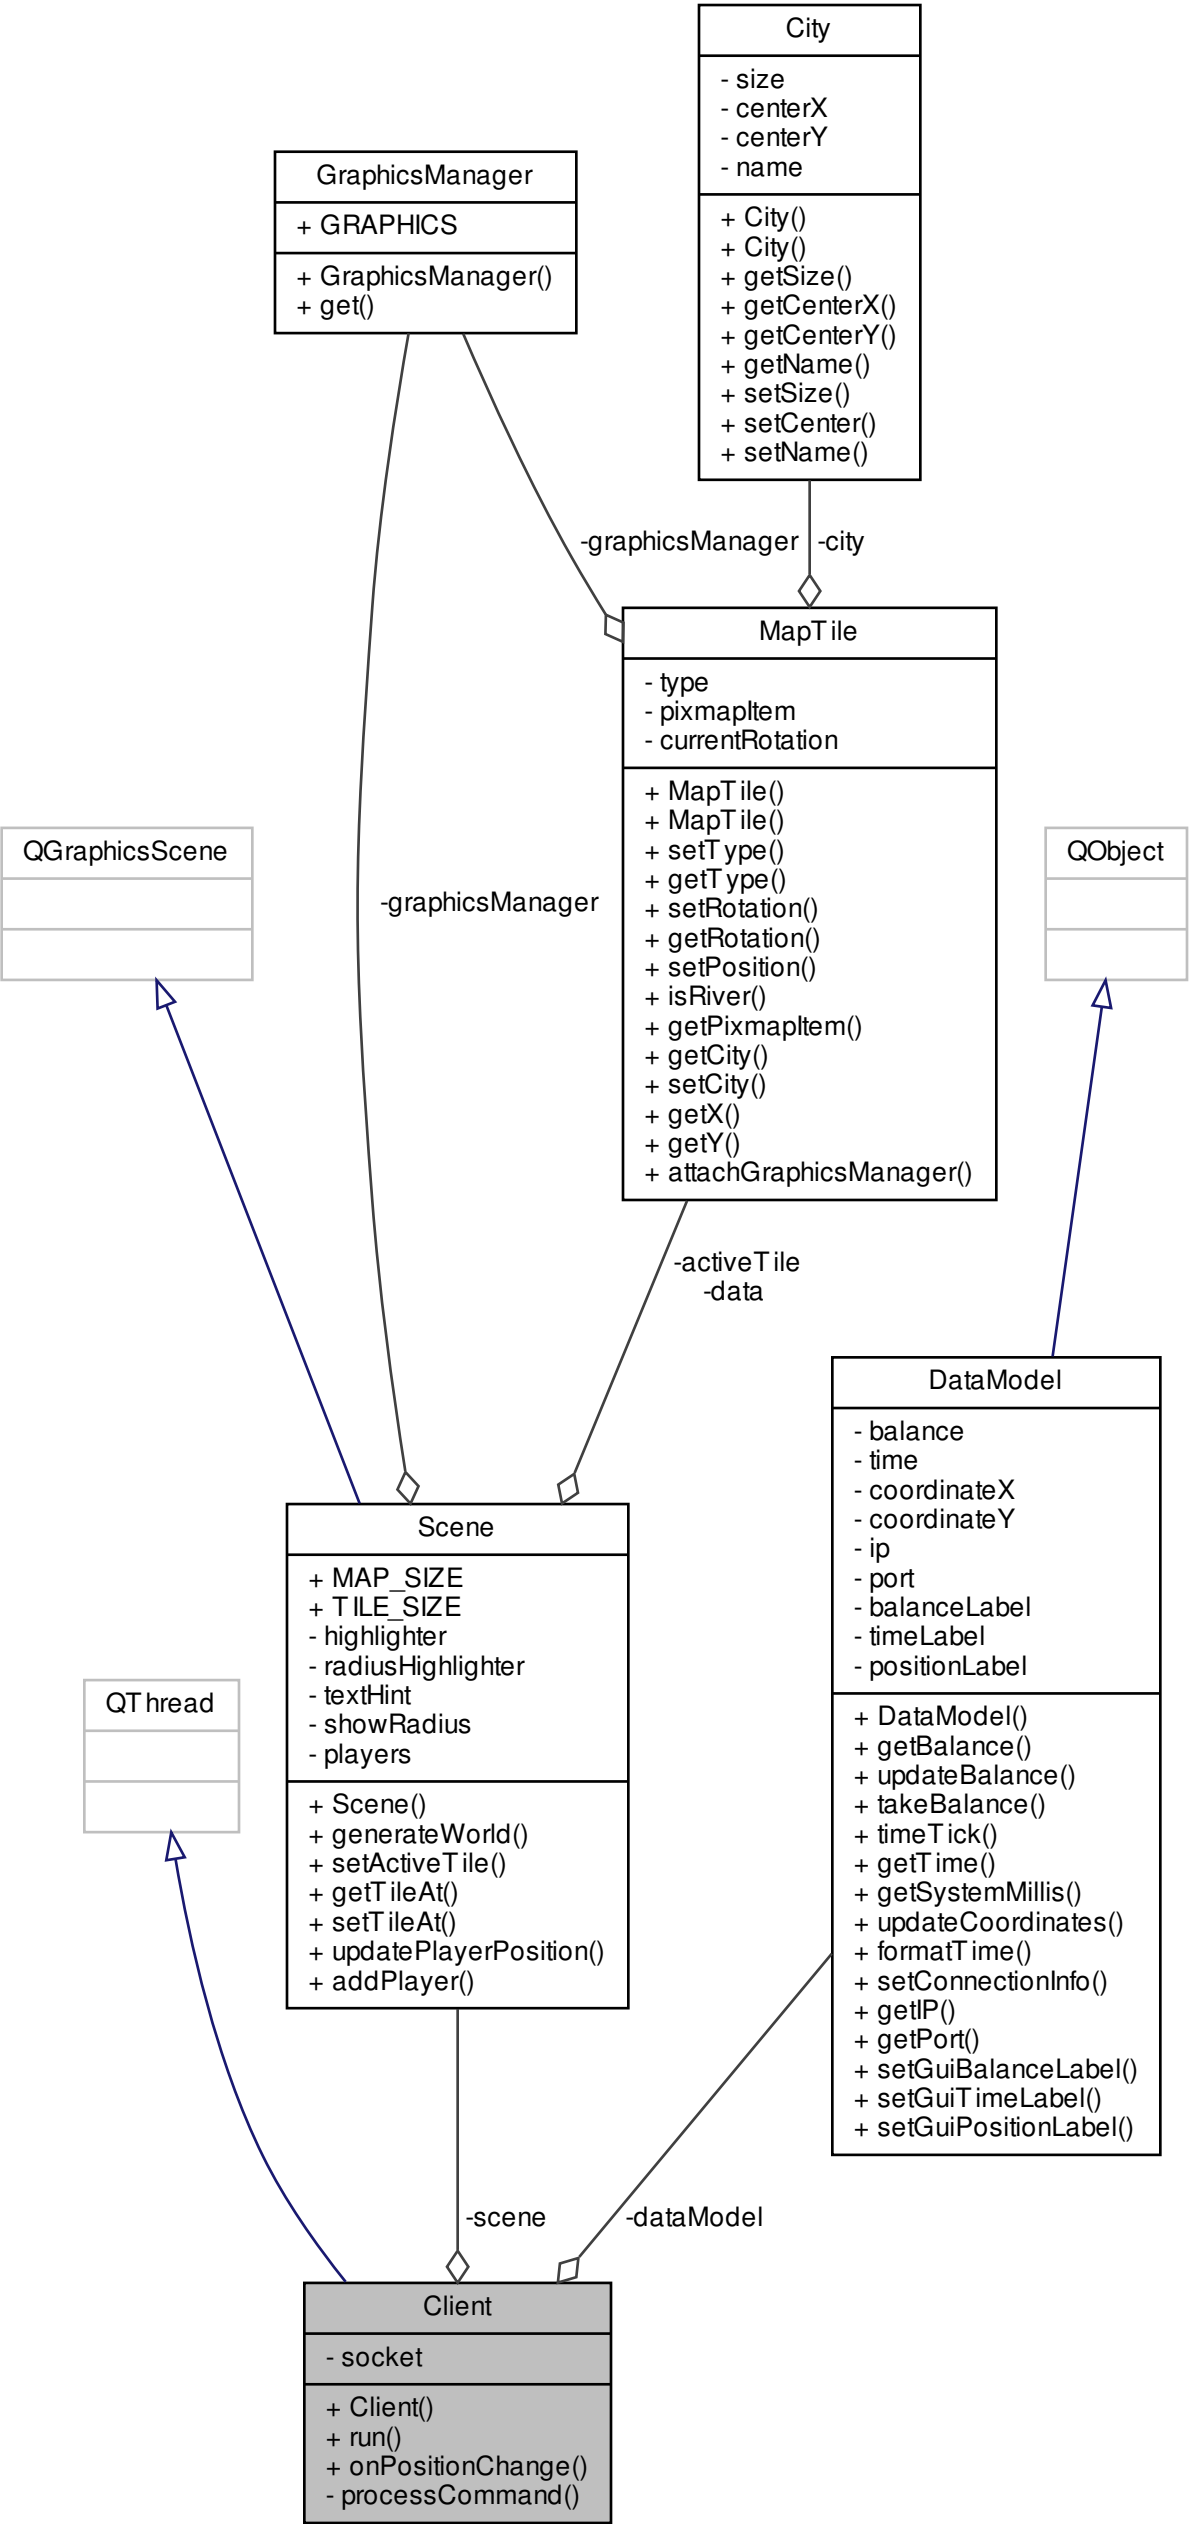 City
- size
- centerX
- centerY
- name
+ City()
+ City()
+ getSize()
+ getCenterX()
+ getCenterY()
+ getName()
+ setSize()
+ setCenter()
+ setName()
GraphicsManager
+ GRAPHICS
+ GraphicsManager()
+ get()
-graphicsManager
-city
MapTile
- type
- pixmapItem
- currentRotation
+ MapTile()
+ MapTile()
+ setType()
+ getType()
+ setRotation()
+ getRotation()
+ setPosition()
+ isRiver()
+ getPixmapItem()
+ getCity()
+ setCity()
+ getX()
+ getY()
+ attachGraphicsManager()
QGraphicsScene
-graphicsManager
QObject
-activeTile
-data
DataModel
- balance
- time
- coordinateX
- coordinateY
- ip
- port
- balanceLabel
- timeLabel
- positionLabel
+ DataModel()
+ getBalance()
+ updateBalance()
+ takeBalance()
+ timeTick()
+ getTime()
+ getSystemMillis()
+ updateCoordinates()
+ formatTime()
+ setConnectionInfo()
+ getIP()
+ getPort()
+ setGuiBalanceLabel()
+ setGuiTimeLabel()
+ setGuiPositionLabel()
Scene
+ MAP_SIZE
+ TILE_SIZE
- highlighter
- radiusHighlighter
- textHint
- showRadius
- players
+ Scene()
+ generateWorld()
+ setActiveTile()
+ getTileAt()
+ setTileAt()
+ updatePlayerPosition()
+ addPlayer()
QThread
-scene
-dataModel
Client
- socket
+ Client()
+ run()
+ onPositionChange()
- processCommand()